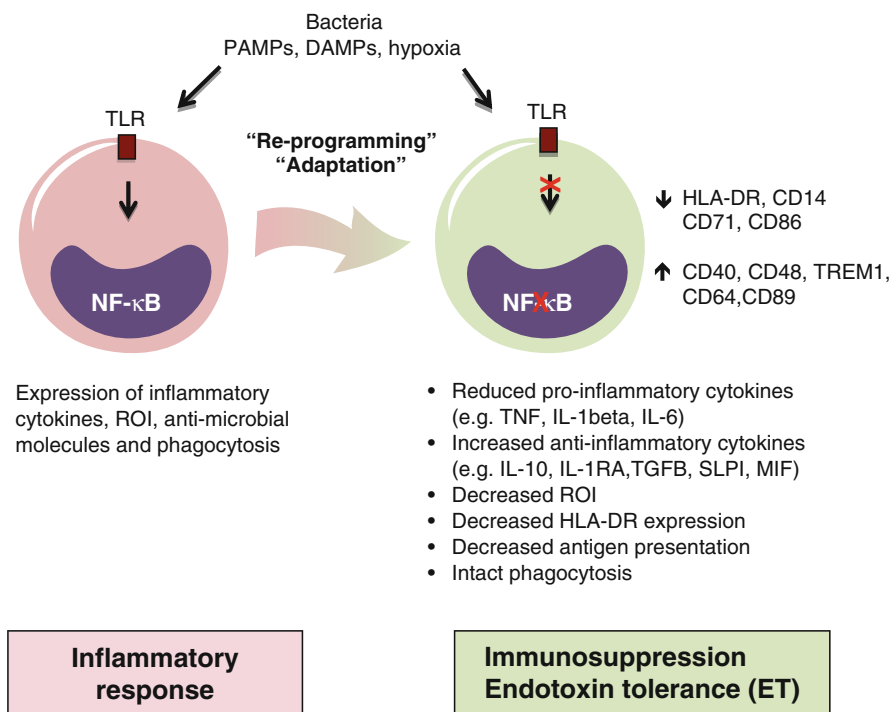 Bacteria
PAMPs, DAMPs, hypoxia
TLR
"Re-programming"
"Adaptation"
TLR
NF-κB
NF-κB
HLA-DR, CD14
CD71, CD86
CD40, CD48, TREM1,
CD64,CD89
Expression of inflammatory
cytokines, ROI, anti-microbial
molecules and phagocytosis
• Reduced pro-inflammatory cytokines
(e.g. TNF, IL-1beta, IL-6)
• Increased anti-inflammatory cytokines
(e.g. IL-10, IL-1RA,TGFB, SLPI, MIF)
• Decreased ROI
• Decreased HLA-DR expression
• Decreased antigen presentation
• Intact phagocytosis
Inflammatory
response
Immunosuppression
Endotoxin tolerance (ET)